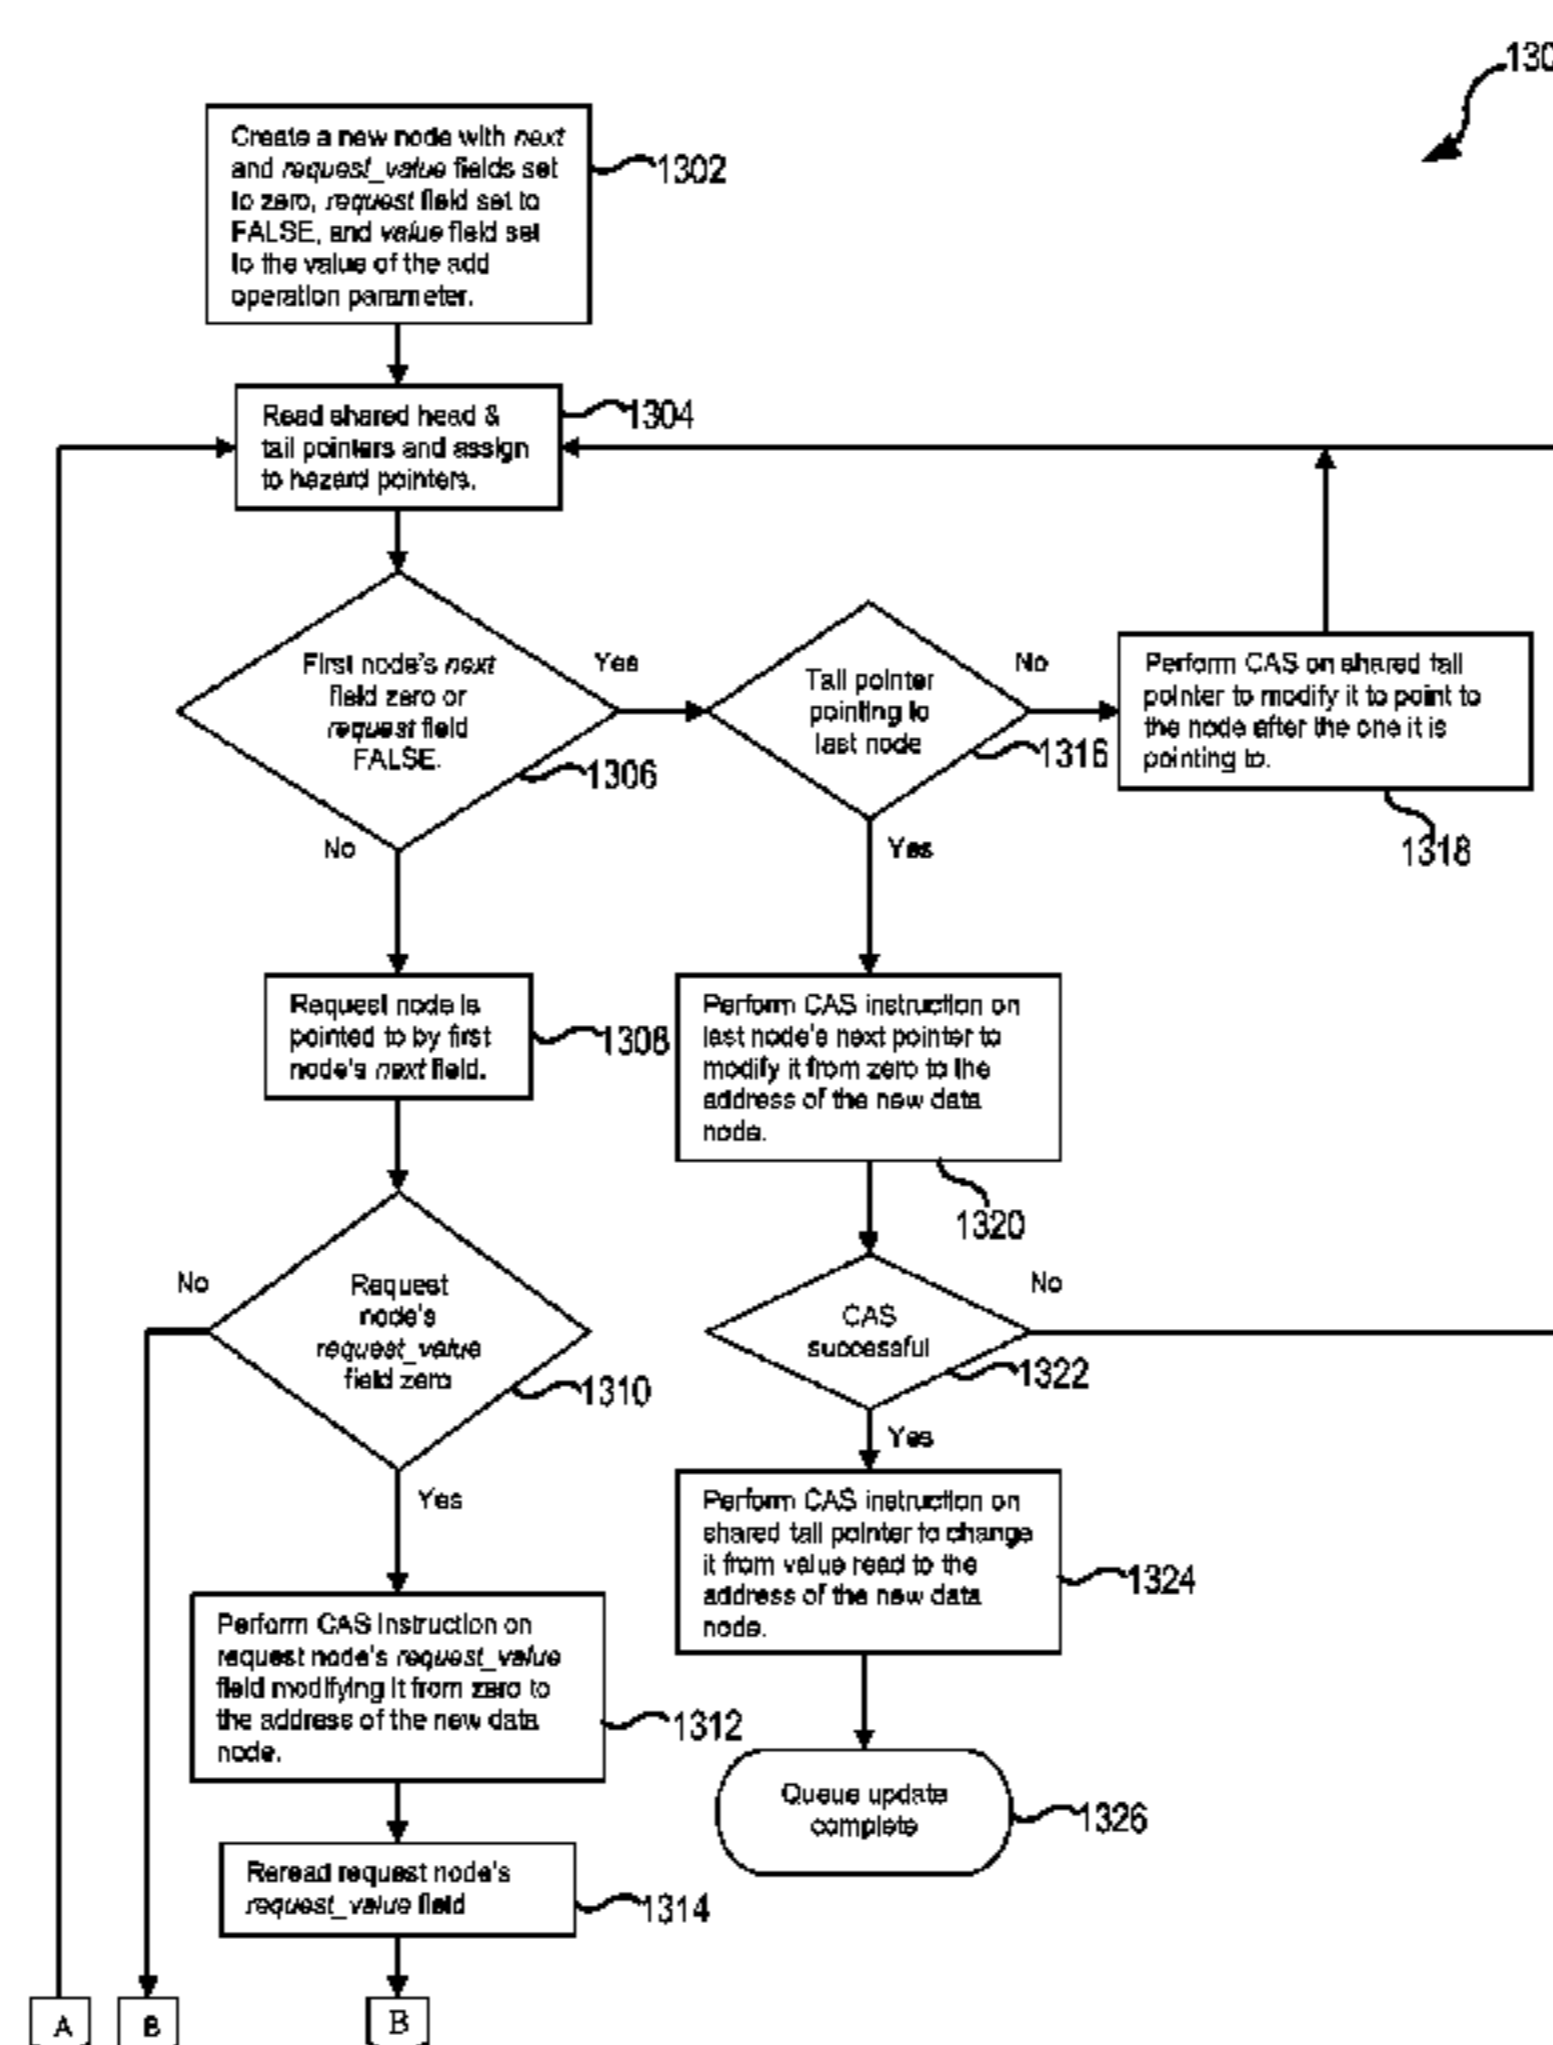 130
Create a new node with next
and request_value fields set
to zero, request field set to
FALSE, and value field set
to the value of the add
operation parameter.
1302
Read shared head &
tail pointers and assign
to hazard pointers.
1304
First node's next
field zero or
request field
FALSE.
Yes
1306
No
Tail pointer
pointing to
last node
No
1316
Yes
Perform CAS on shared tail
pointer to modify it to point to
the node after the one it is
pointing to.
1318
Request node is
pointed to by first
node's next field.
1308
Perform CAS instruction on
last node's next pointer to
modify it from zero to the
address of the new data
node.
1320
No
Request
node's
request_value
field zero
1310
Yes
CAS
successful
No
1322
Yes
Perform CAS instruction on
shared tail pointer to change
it from value read to the
address of the new data
node.
1324
Perform CAS instruction on
request node's request_value
field modifying it from zero to
the address of the new data
node.
1312
Queue update
complete
1326
Reread request node's
request_value field
1314
A
B
B